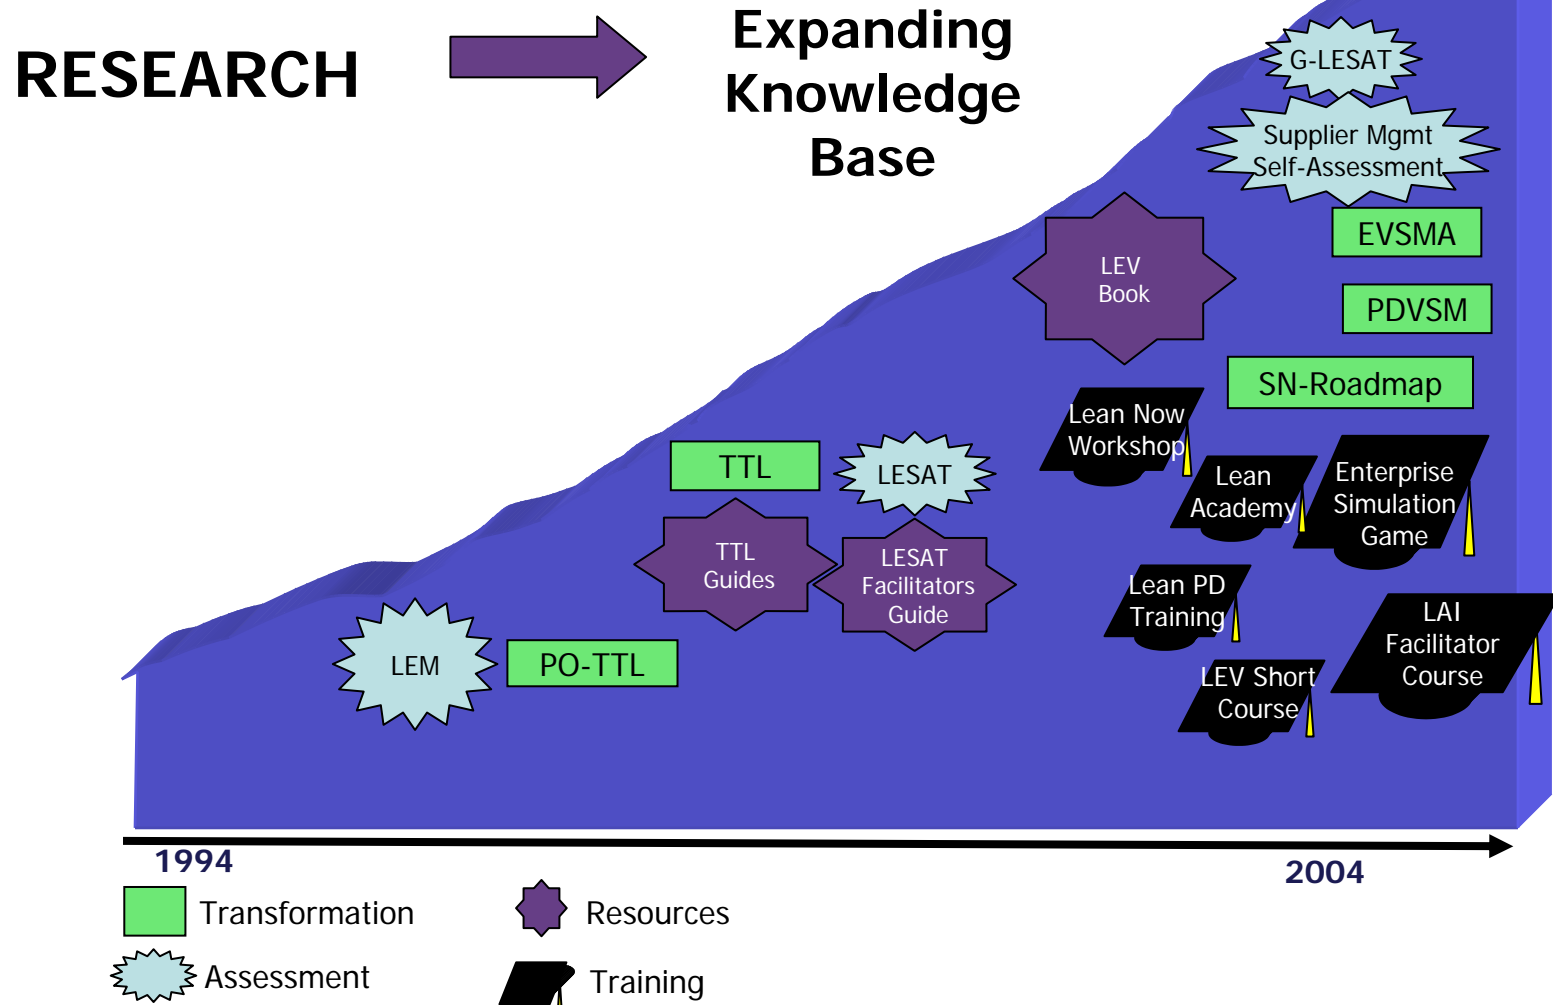 RESEARCH
Expanding
Knowledge
Base
G-LESAT
Supplier Mgmt
Self-Assessment
EVSMA
LEV
Book
PDVSM
SN-Roadmap
Lean Now
Workshop
TTL
LESAT
Lean
Academy
Enterprise
Simulation
Game
TTL
Guides
LESAT
Facilitators
Guide
Lean PD
Training
LAI
Facilitator
Course
LEM
PO-TTL
LEV Short
Course
1994
2004
Transformation
Resources
Assessment
Training